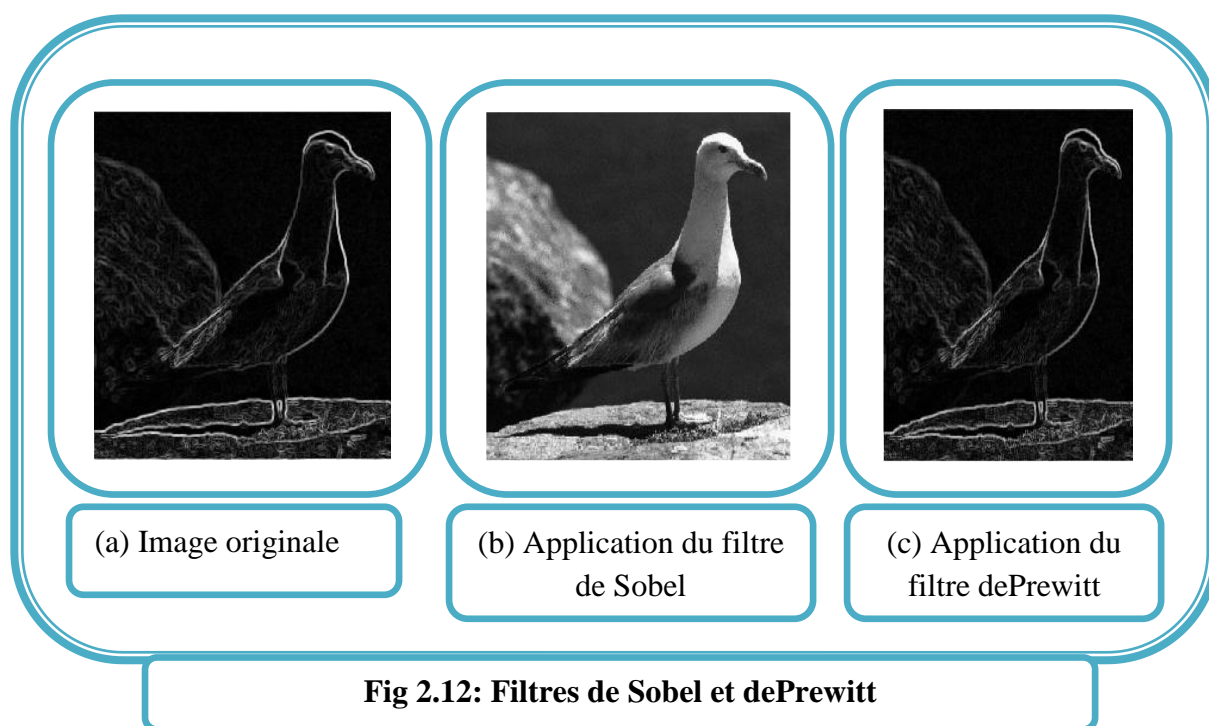 (a) Image originale
(b) Application du filtre
de Sobel
(c) Application du
filtre dePrewitt
Fig 2.12: Filtres de Sobel et dePrewitt